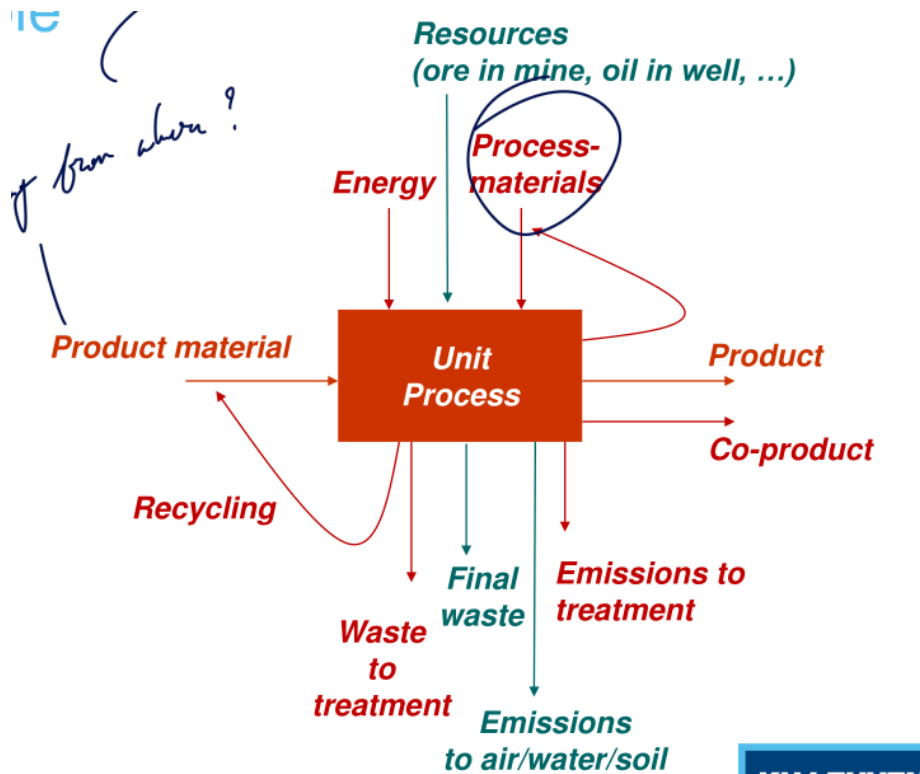 Resources
(ore in mine, oil in well, …)
from where?
Process-
materials
Energy
Product material
Unit
Process
Product
Co-product
Recycling
Final
waste
Emissions to
treatment
Waste
to
treatment
Emissions
to air/water/soil